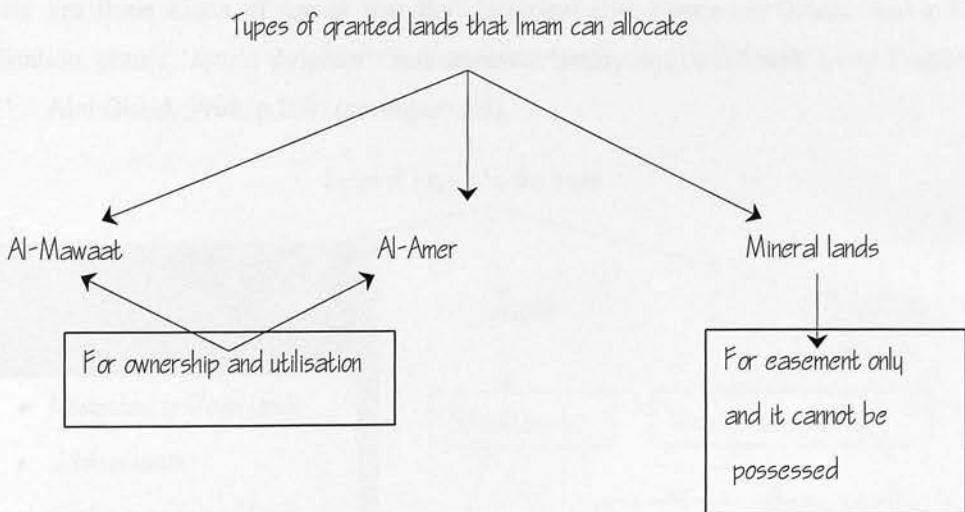 Types of granted lands that Imam can allocate
Al-Mawaat
Al-Amer
Mineral lands
For ownership and utilisation
For easement only
and it cannot be
possessed